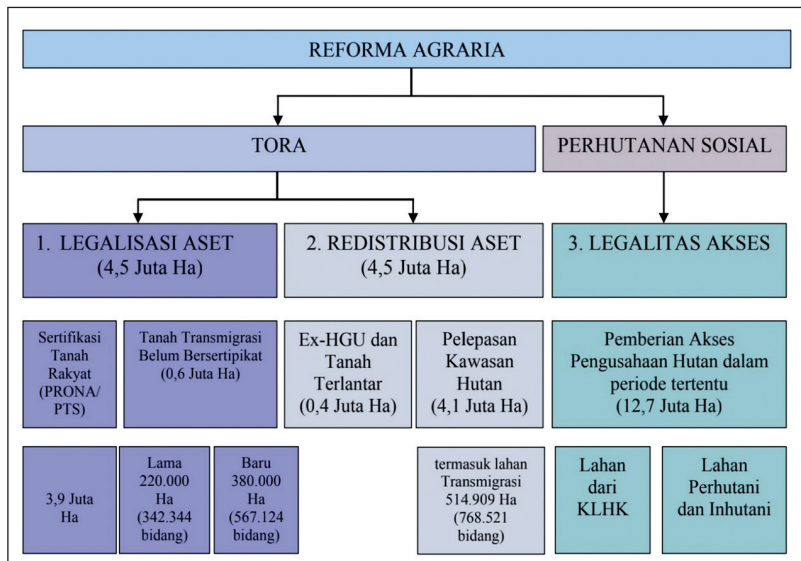 REFORMA AGRARIA
TORA
PERHUTANAN SOSIAL
1. LEGALISASI ASET
(4,5 Juta Ha)
2. REDISTRIBUSI ASET
(4,5 Juta Ha)
3. LEGALITAS AKSES
Sertifikasi
Tanah
Rakyat
(PRONA/
PTS)
Tanah Transmigrasi
Belum Bersertipikat
(0,6 Juta Ha)
Ex-HGU dan
Tanah
Terlantar
(0,4 Juta Ha)
Pelepasan
Kawasan
Hutan
(4,1 Juta Ha)
Pemberian Akses
Pengusahaan Hutan dalam
periode tertentu
(12,7 Juta Ha)
3,9 Juta
Ha
Lama
220.000
Ha
(342.344
bidang)
Baru
380.000
Ha
(567.124
bidang)
termasuk lahan
Transmigrasi
514.909 Ha
(768.521
bidang)
Lahan
dari
KLHK
Lahan
Perhutani
dan Inhutani